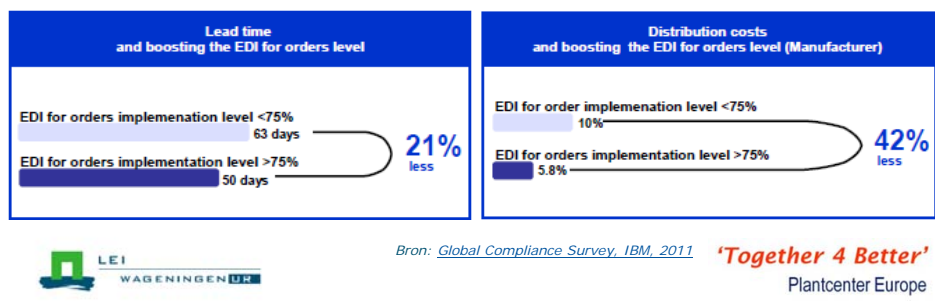 Lead time
and boosting the EDI for orders level
EDI for orders implemenation level <75%
63 days
EDI for orders implementation level >75%
50 days
21%
less
Distribution costs
and boosting the EDI for orders level (Manufacturer)
EDI for order implemenation level <75%
10%
EDI for orders implementation level >75%
5.8%
42%
less
LEI
WAGENINGEN UR
Bron: Global Compliance Survey, IBM, 2011
'Together 4 Better'
Plantcenter Europe